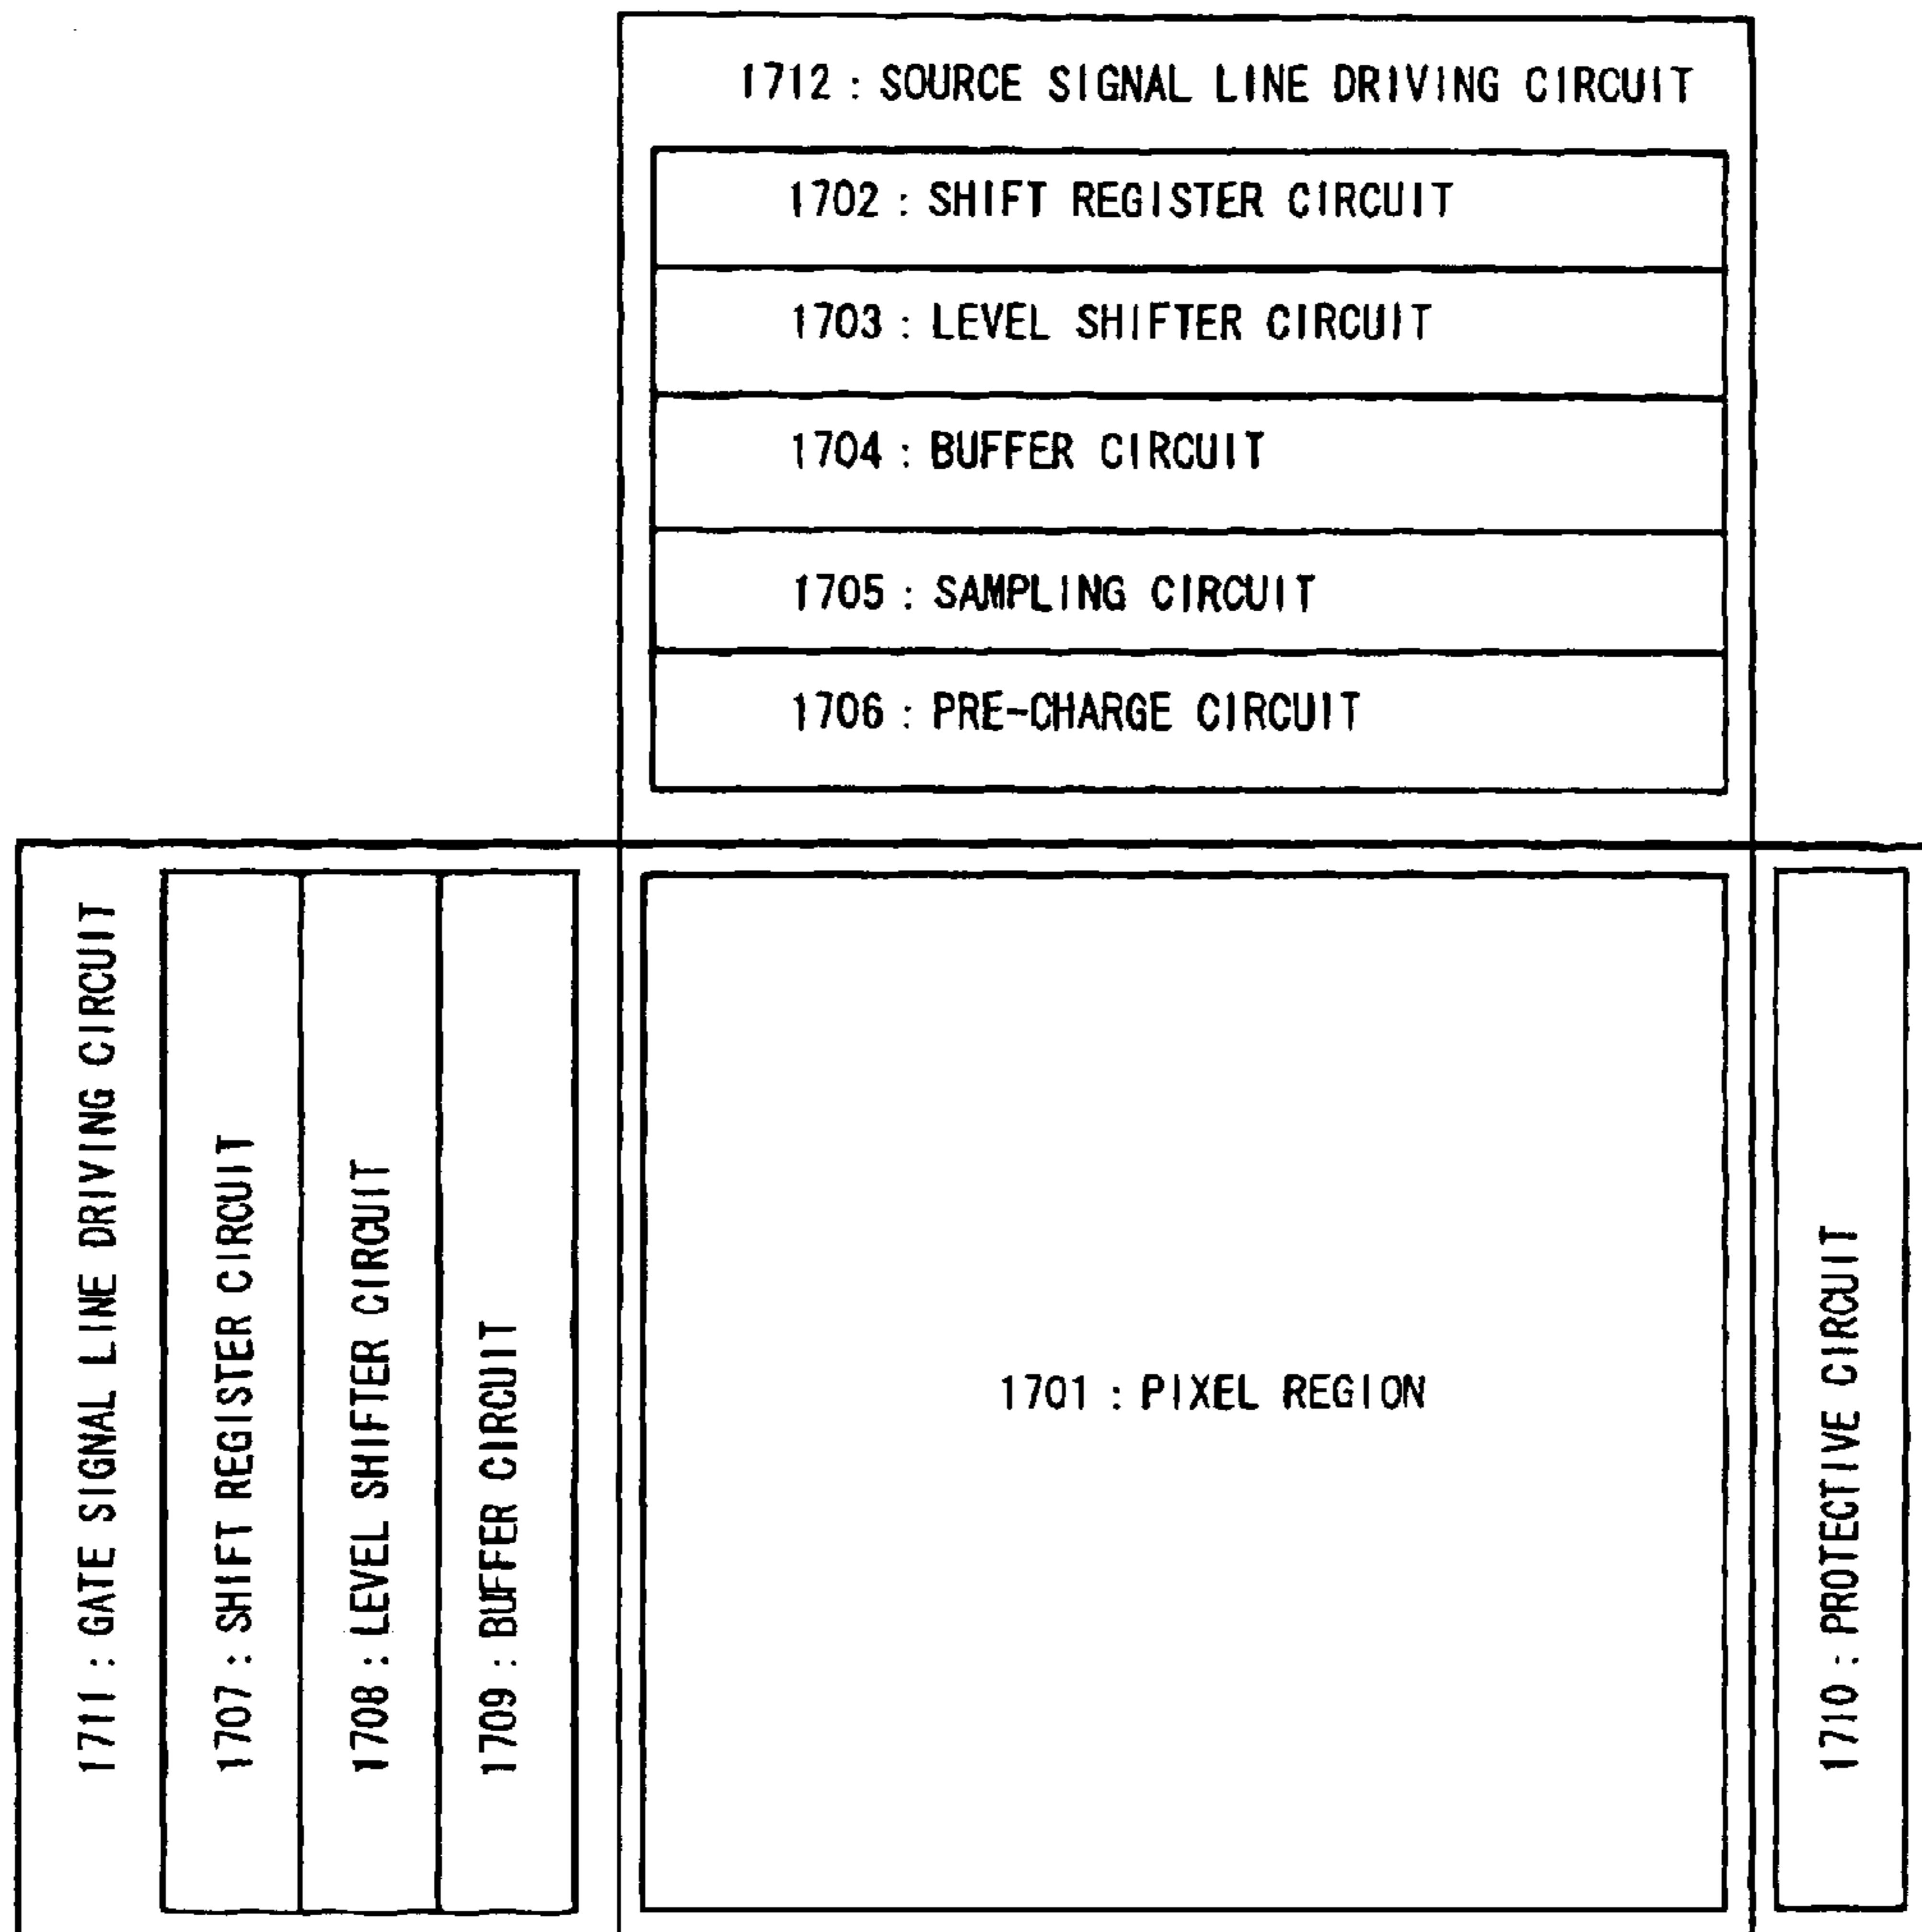 1712 : SOURCE SIGNAL LINE DRIVING CIRCUIT
1702 : SHIFT REGISTER CIRCUIT
1703 : LEVEL SHIFTER CIRCUIT
1704 : BUFFER CIRCUIT
1705 : SAMPLING CIRCUIT
1706 : PRE-CHARGE CIRCUIT
1711 : GATE SIGNAL LINE DRIVING CIRCUIT
1707 : SHIFT REGISTER CIRCUIT
1708 : LEVEL SHIFTER CIRCUIT
1709 : BUFFER CIRCUIT
1701 : PIXEL REGION
1710 : PROTECTIVE CIRCUIT